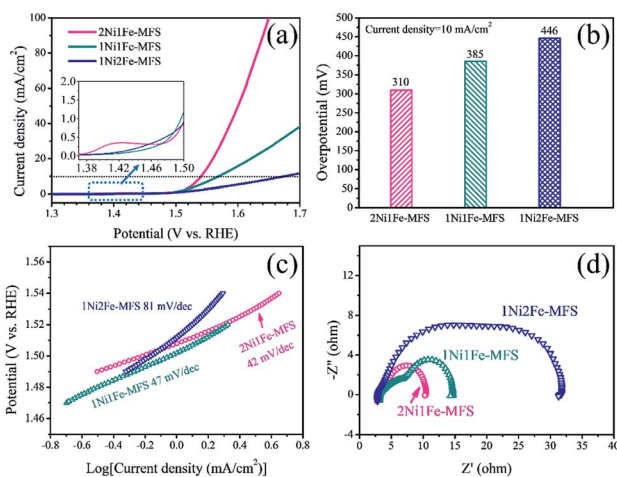 100
80
60
40
20
0
Current density (mA/cm²)
2Ni1Fe-MFS
1Ni1Fe-MFS
1Ni2Fe-MFS
(a)
2.0
1.5
1.0
0.5
0.0
1.38 1.42 1.46 1.50
1.3 1.4 1.5 1.6 1.7
Potential (V vs. RHE)
500
450
400
350
300
250
200
150
100
50
0
Overpotential (mV)
Current density=10 mA/cm²
(b)
310
385
446
2Ni1Fe-MFS 1Ni1Fe-MFS 1Ni2Fe-MFS
1.56
1.54
1.52
1.50
1.48
1.46
Potential (V vs. RHE)
(c)
1Ni2Fe-MFS 81 mV/dec
2Ni1Fe-MFS
42 mV/dec
1Ni1Fe-MFS 47 mV/dec
-0.8 -0.6 -0.4 -0.2 0.0 0.2 0.4 0.6 0.8
Log[Current density (mA/cm²)]
12
8
4
0
-4
-Z'' (ohm)
(d)
1Ni2Fe-MFS
1Ni1Fe-MFS
2Ni1Fe-MFS
0 5 10 15 20 25 30 35 40
Z' (ohm)